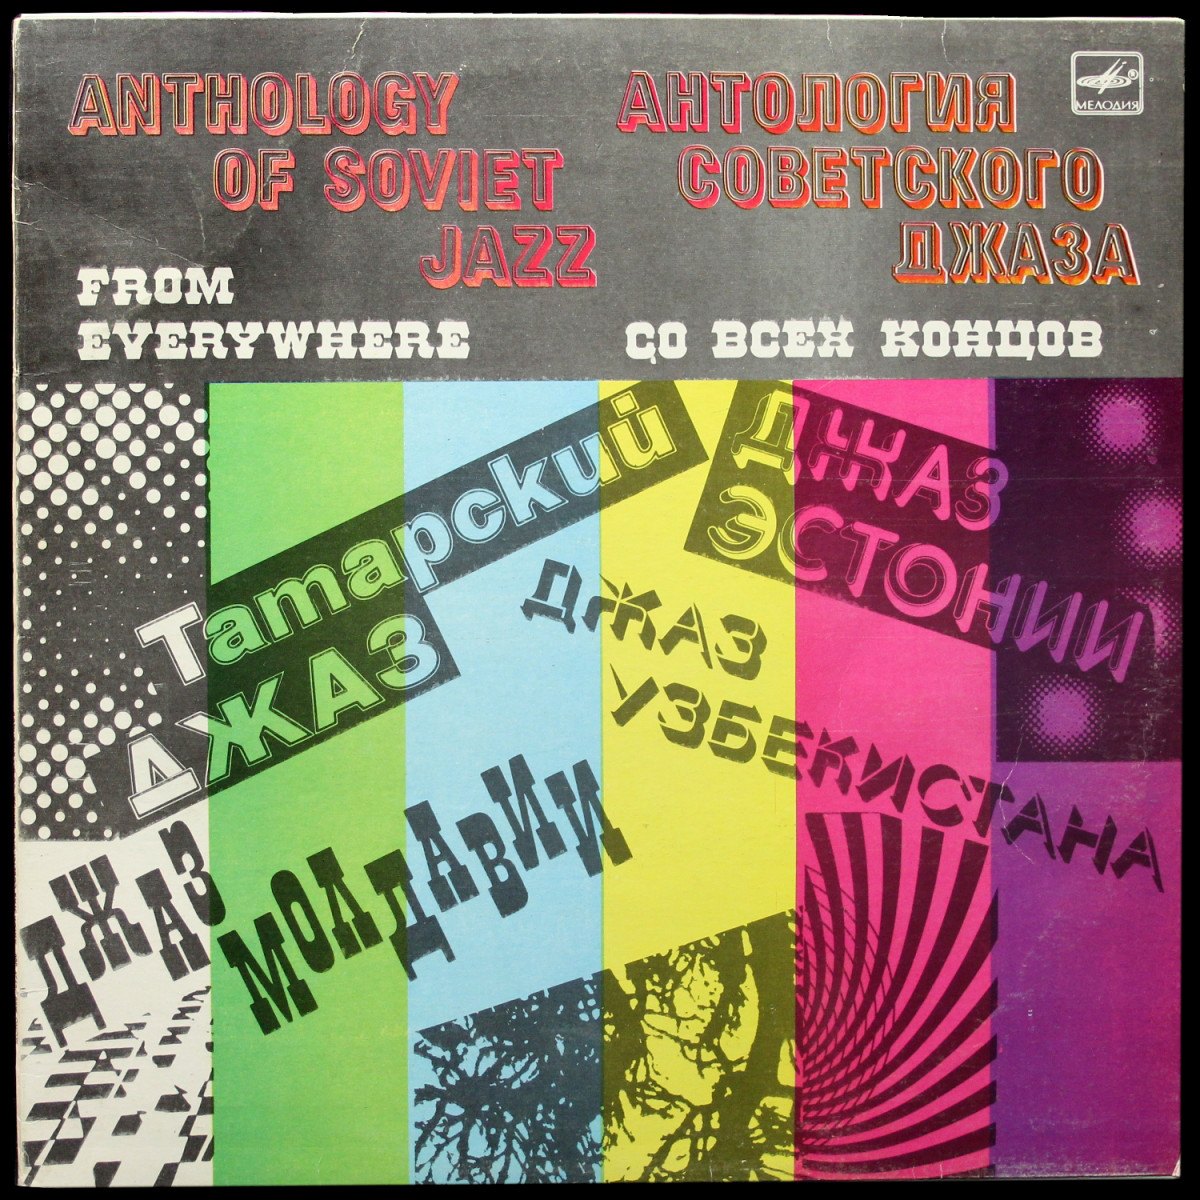 ANTHOLOGY
OF SOVIET
JAZZ
FROM
EVERYWHERE
АНТОЛОГИЯ
СОВЕТСКОГО
ДЖАЗА
СО ВСЕХ КОНЦОВ
®
МЕЛОДИЯ
Татарский
ДЖАЗ
ДЖАЗ
ЭСТОНИИ
ДЖАЗ
УЗБЕКИСТАНА
ДЖАЗ
МОЛДАВИИ